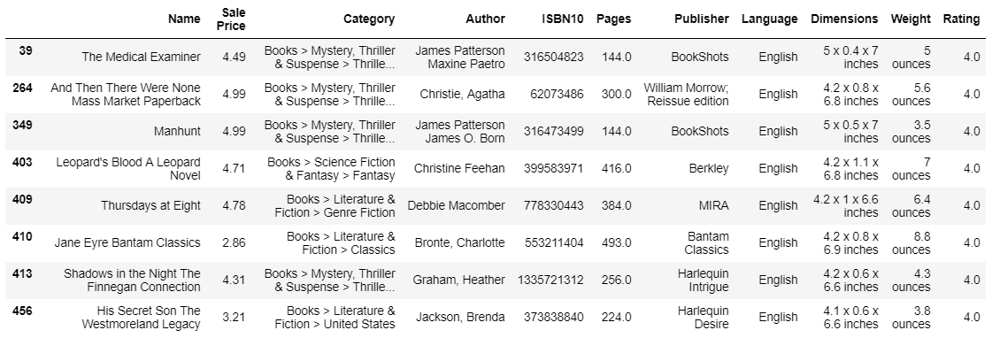 Name Sale Price Category Author ISBN10 Pages Publisher Language Dimensions Weight Rating
39 The Medical Examiner 4.49 Books > Mystery, Thriller & Suspense > Thrille... James Patterson Maxine Paetro 316504823 144.0 BookShots English 5 x 0.4 x 7 inches 5 ounces 4.0
264 And Then There Were None Mass Market Paperback 4.99 Books > Mystery, Thriller & Suspense > Thrille... Christie, Agatha 62073486 300.0 William Morrow; Reissue edition English 4.2 x 0.8 x 6.8 inches 5.6 ounces 4.0
349 Manhunt 4.99 Books > Mystery, Thriller & Suspense > Thrille... James Patterson James O. Born 316473499 144.0 BookShots English 5 x 0.5 x 7 inches 3.5 ounces 4.0
403 Leopard's Blood A Leopard Novel 4.71 Books > Science Fiction & Fantasy > Fantasy Christine Feehan 399583971 416.0 Berkley English 4.2 x 1.1 x 6.8 inches 7 ounces 4.0
409 Thursdays at Eight 4.78 Books > Literature & Fiction > Genre Fiction Debbie Macomber 778330443 384.0 MIRA English 4.2 x 1 x 6.6 inches 6.4 ounces 4.0
410 Jane Eyre Bantam Classics 2.86 Books > Literature & Fiction > Classics Bronte, Charlotte 553211404 493.0 Bantam Classics English 4.2 x 0.8 x 6.9 inches 8.8 ounces 4.0
413 Shadows in the Night The Finnegan Connection 4.31 Books > Mystery, Thriller & Suspense > Thrille... Graham, Heather 1335721312 256.0 Harlequin Intrigue English 4.2 x 0.6 x 6.6 inches 4.3 ounces 4.0
456 His Secret Son The Westmoreland Legacy 3.21 Books > Literature & Fiction > United States Jackson, Brenda 373838840 224.0 Harlequin Desire English 4.1 x 0.6 x 6.6 inches 3.8 ounces 4.0